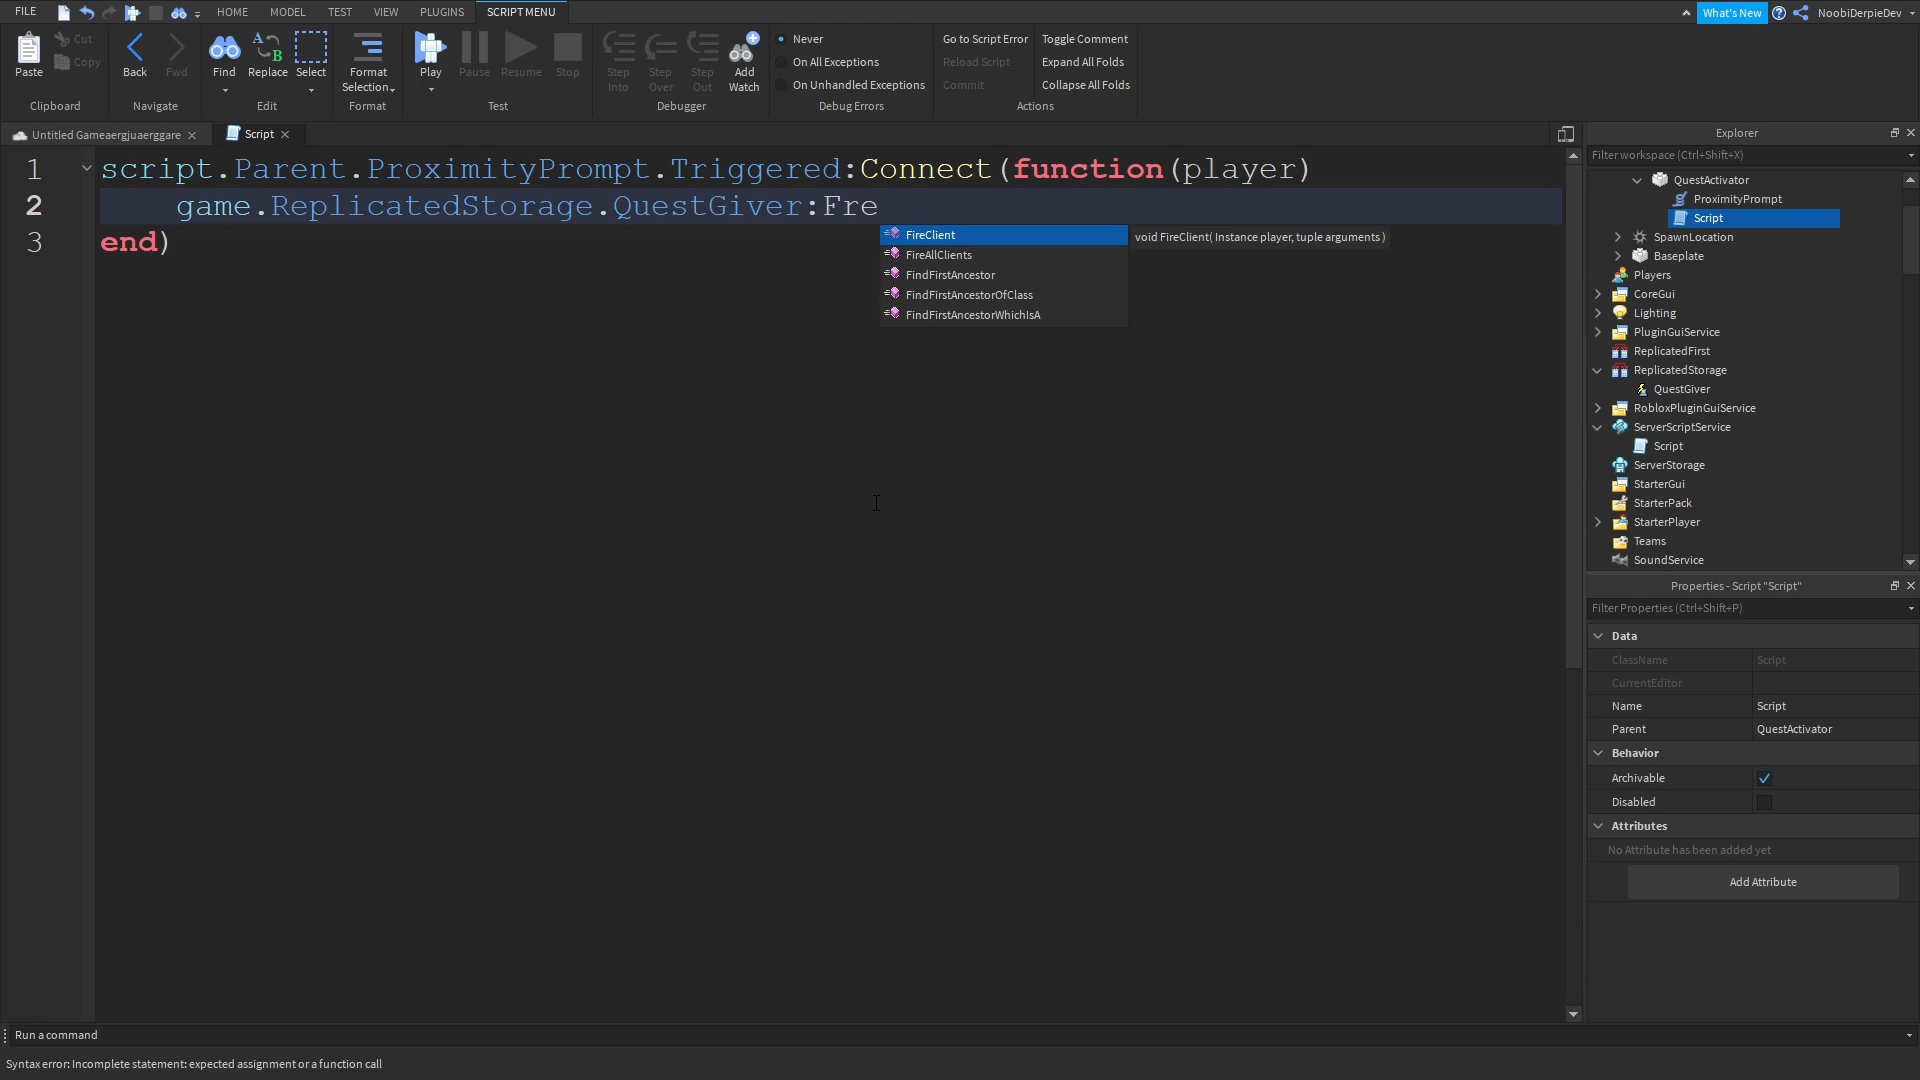 FILE HOME MODEL TEST VIEW PLUGINS SCRIPT MENU What's New NoobiDerpieDev
Paste Cut Copy Clipboard
Back Fwd Navigate
Find Replace Select Edit
Format Selection Format
Play Pause Resume Stop Test
Step Into Step Over Step Out Add Watch Debugger
Never
On All Exceptions
On Unhandled Exceptions
Debug Errors
Go to Script Error Toggle Comment
Reload Script Expand All Folds
Commit Collapse All Folds
Actions
Untitled Gameaergjuaerggare Script
1 script.Parent.ProximityPrompt.Triggered:Connect(function(player)
2 game.ReplicatedStorage.QuestGiver:Fre
3 end)
FireClient
FireAllClients
FindFirstAncestor
FindFirstAncestorOfClass
FindFirstAncestorWhichIsA
void FireClient( Instance player, tuple arguments )
Explorer
Filter workspace (Ctrl+Shift+X)
QuestActivator
ProximityPrompt
Script
SpawnLocation
Baseplate
Players
CoreGui
Lighting
PluginGuiService
ReplicatedFirst
ReplicatedStorage
QuestGiver
RobloxPluginGuiService
ServerScriptService
Script
ServerStorage
StarterGui
StarterPack
StarterPlayer
Teams
SoundService
Properties - Script "Script"
Filter Properties (Ctrl+Shift+P)
Data
ClassName Script
CurrentEditor
Name Script
Parent QuestActivator
Behavior
Archivable
Disabled
Attributes
No Attribute has been added yet
Add Attribute
Run a command
Syntax error: Incomplete statement: expected assignment or a function call